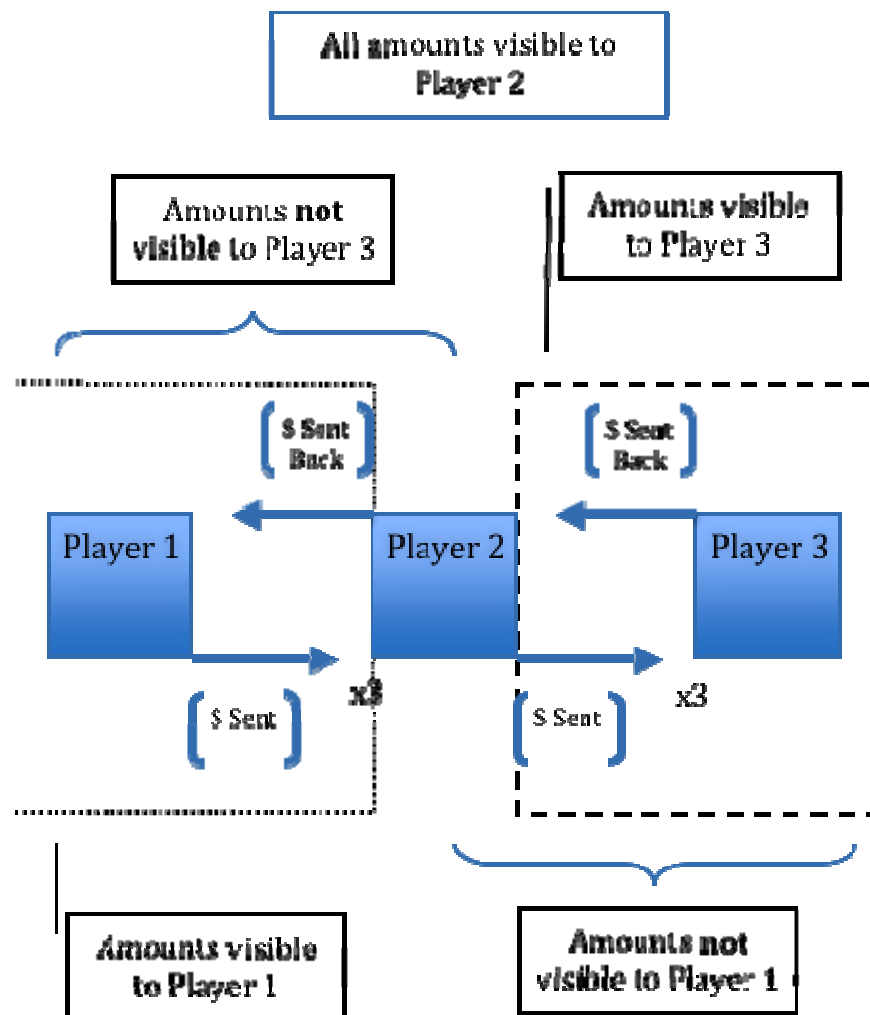 All amounts visible to
Player 2
Amounts not
visible to Player 3
Amounts visible
to Player 3
$ Sent
Back
$ Sent
Back
Player 1
Player 2
Player 3
x3
x3
$ Sent
$ Sent
Amounts visible
to Player 1
Amounts not
visible to Player 1